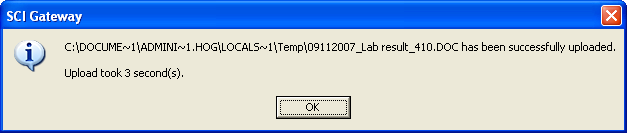 SCI Gateway
C:\DOCUME~1\ADMINI~1.HOG\LOCALS~1\Temp\09112007_Lab result_410.DOC has been successfully uploaded.
Upload took 3 second(s).
OK